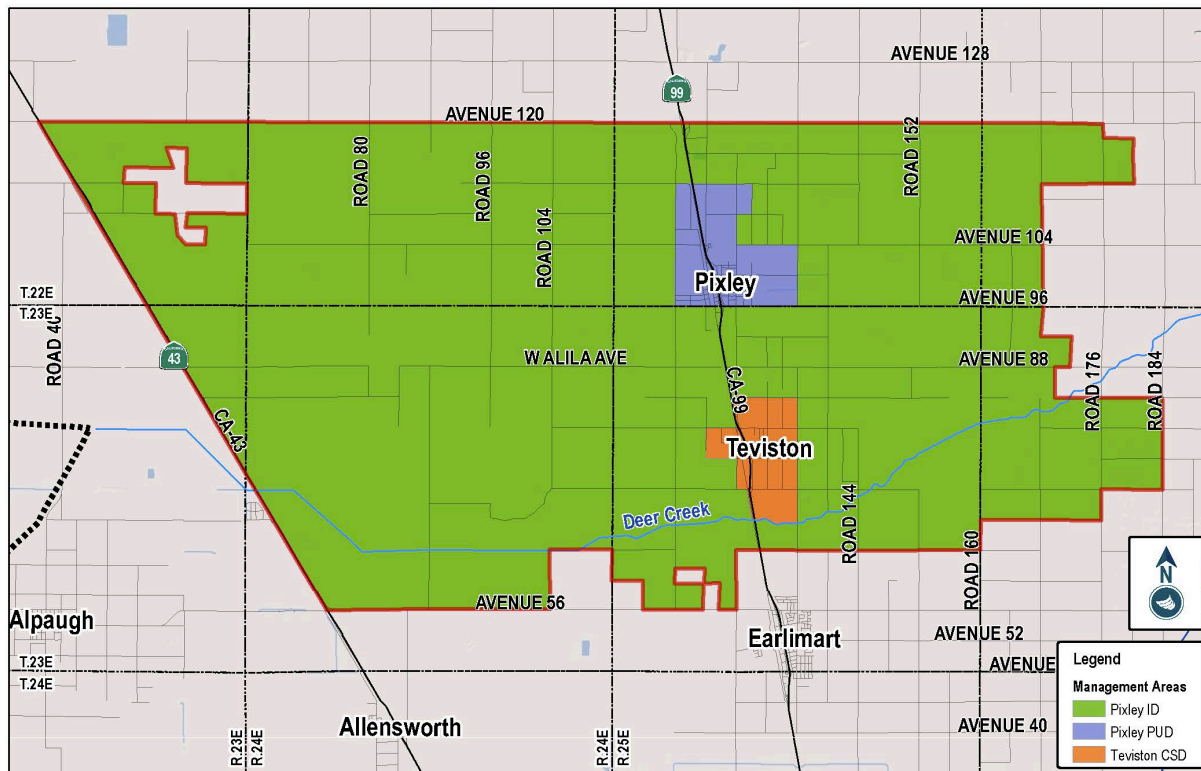 AVENUE 128
99
AVENUE 120
ROAD 80
ROAD 96
ROAD 104
ROAD 152
AVENUE 104
Pixley
T.22E
T.23E
AVENUE 96
ROAD 40
43
WALILA AVE
AVENUE 88
ROAD 176
ROAD 184
CA-99
CA-43
Teviston
Deer Creek
ROAD 144
ROAD 160
N
AVENUE 56
Alpaugh
Earlimart
AVENUE 52
T.23E
T.24E
AVENUE
Allensworth
AVENUE 40
R.23E
R.24E
R.24E
R.25E
Legend
Management Areas
Pixley ID
Pixley PUD
Teviston CSD